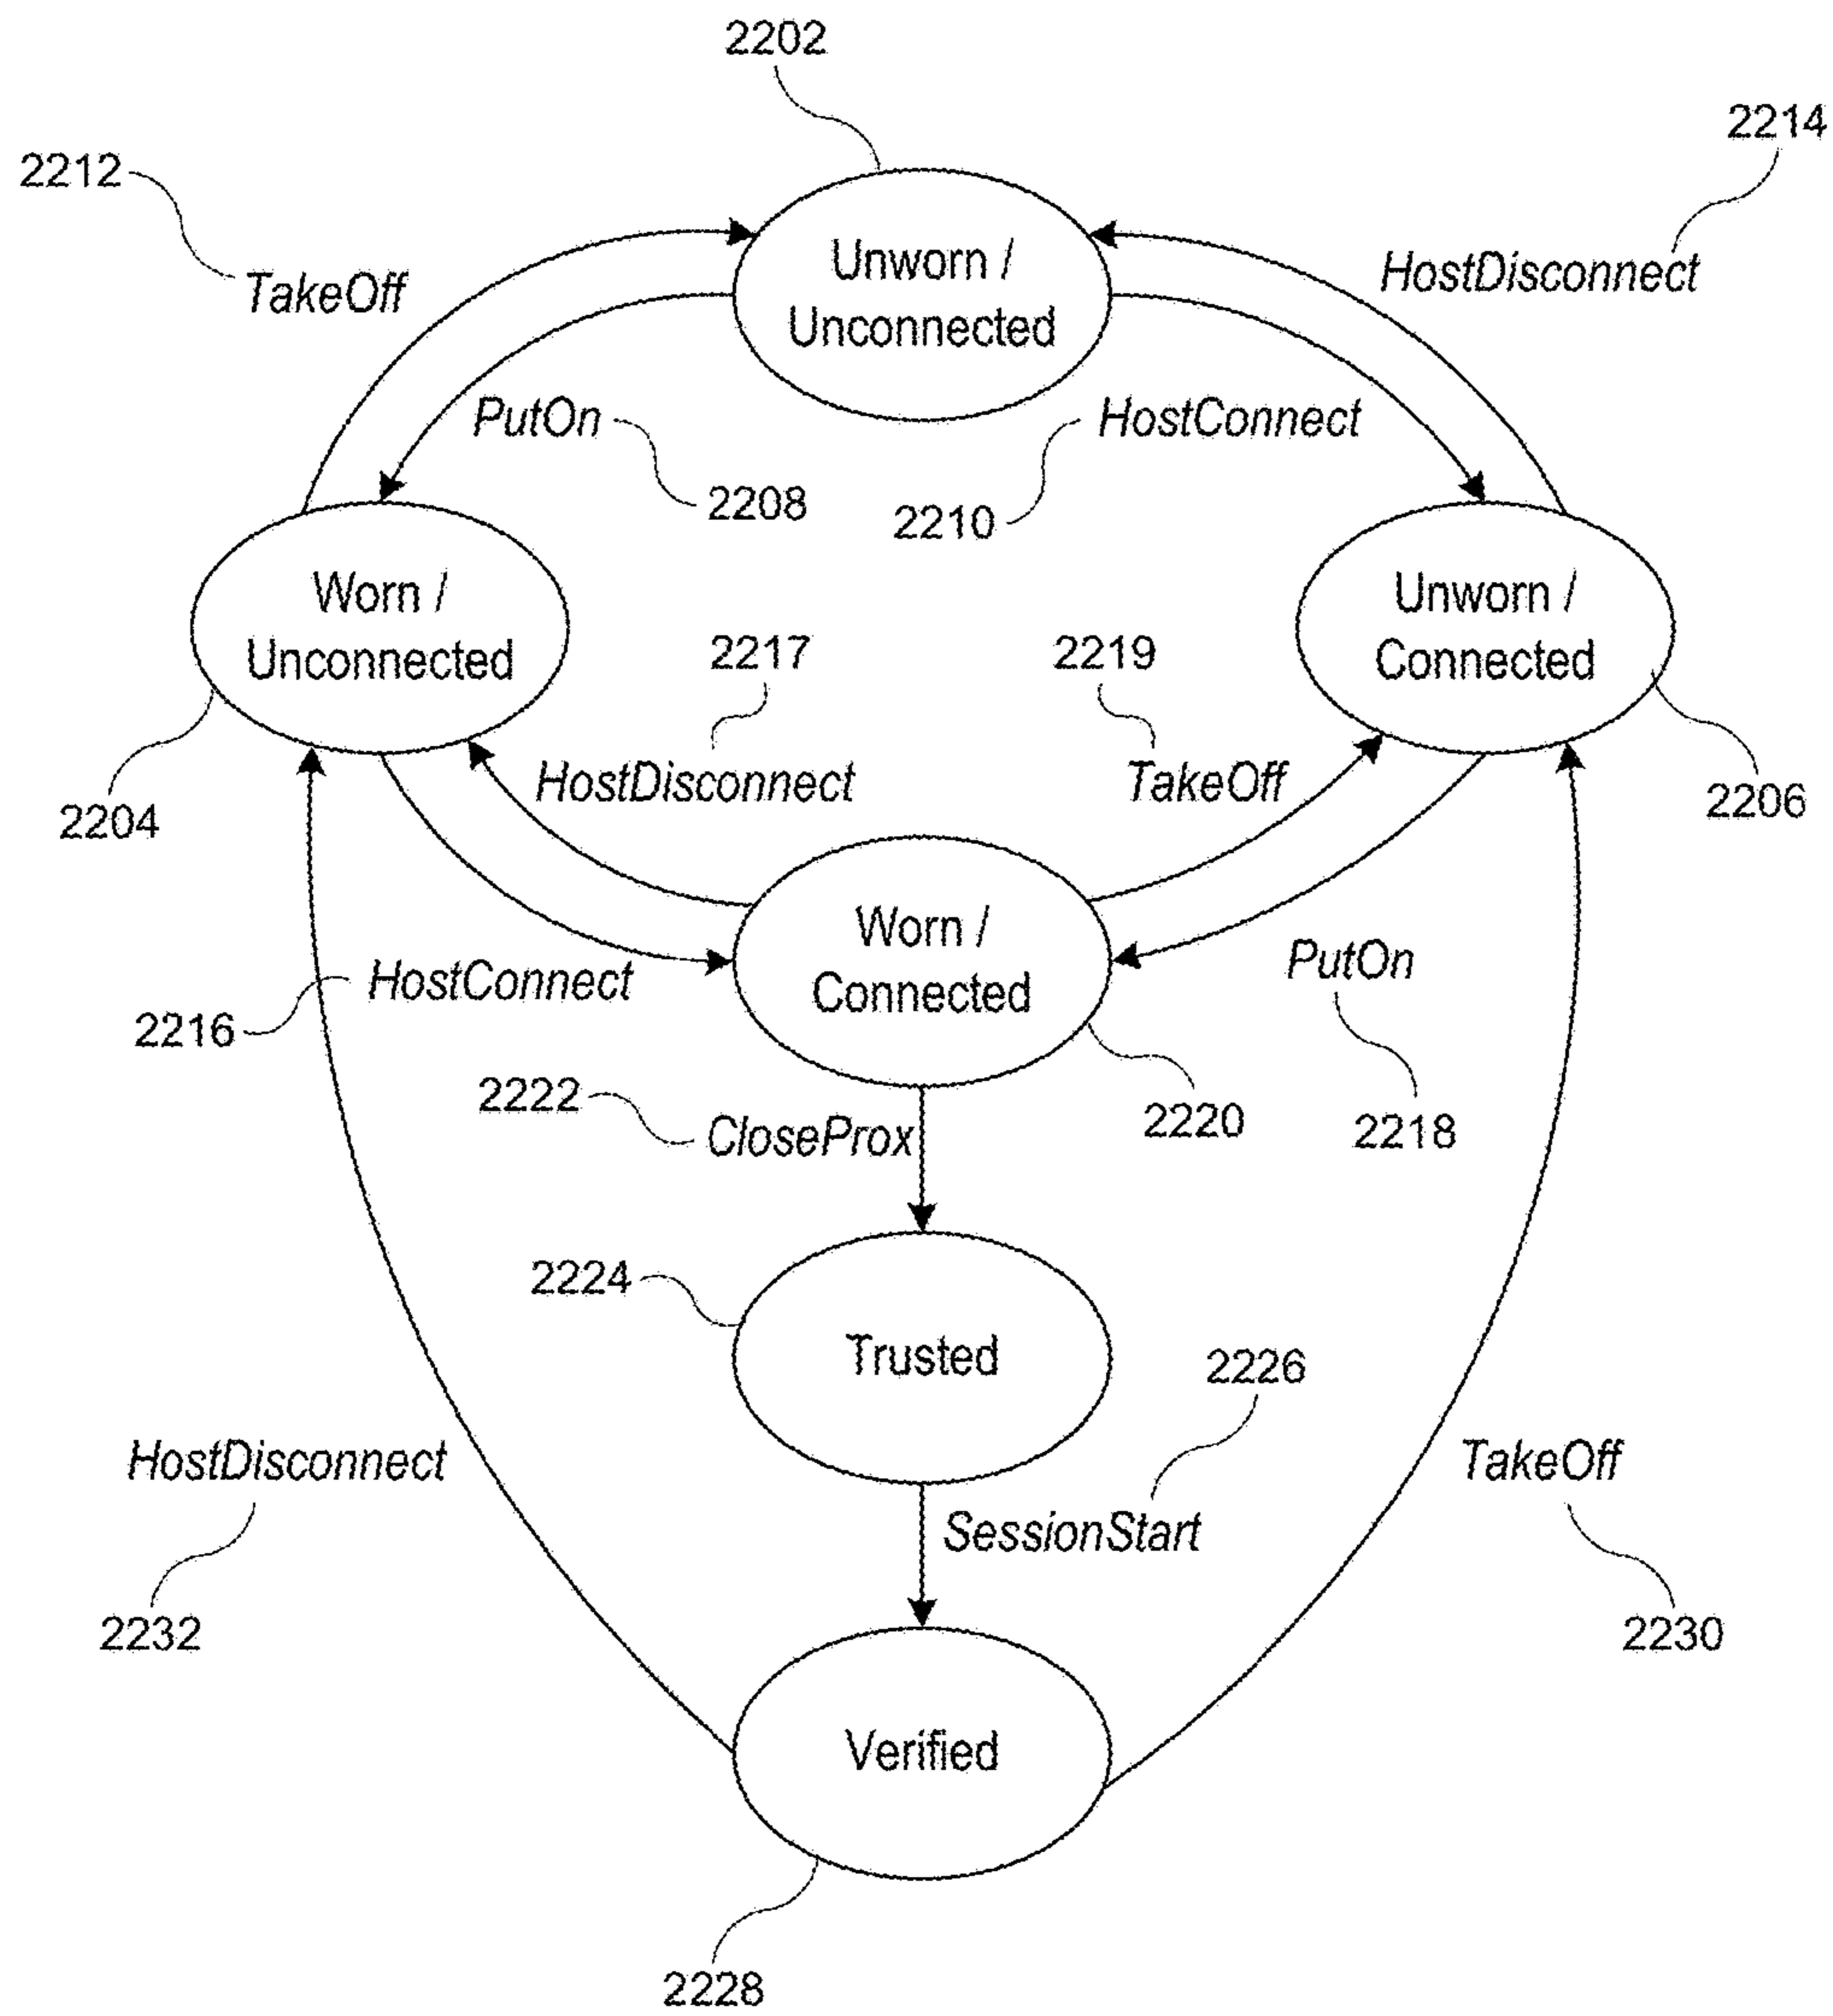 2202
2214
2212
Unworn /
Unconnected
TakeOff
HostDisconnect
PutOn
HostConnect
2208
2210
Worn /
Unconnected
Unworn /
Connected
2217
2219
HostDisconnect
TakeOff
2204
2206
Worn /
Connected
HostConnect
PutOn
2216
2222
CloseProx
2220
2218
2224
Trusted
2226
HostDisconnect
TakeOff
SessionStart
2232
2230
Verified
2228